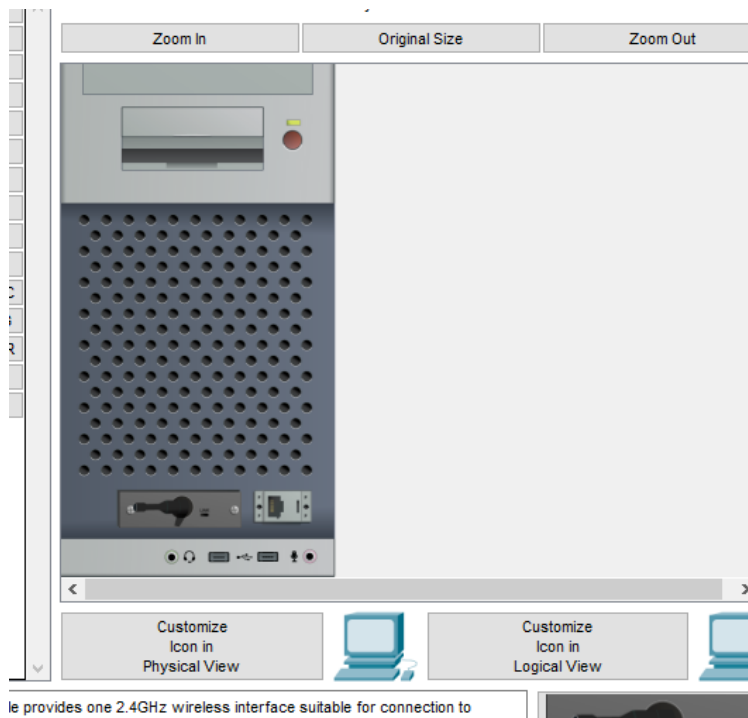 Zoom In
Original Size
Zoom Out
C
R
Customize
Icon in
Physical View
Customize
Icon in
Logical View
le provides one 2.4GHz wireless interface suitable for connection to